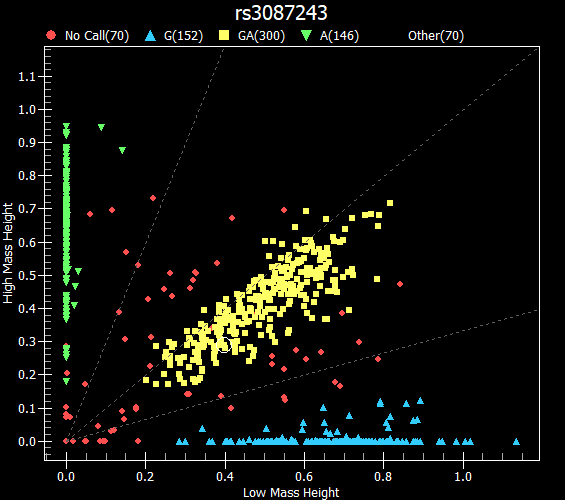 rs3087243
No Call(70) G(152) GA(300) A(146) Other(70)
High Mass Height
1.1
1.0
0.9
0.8
0.7
0.6
0.5
0.4
0.3
0.2
0.1
0.0
0.0 0.2 0.4 0.6 0.8 1.0
Low Mass Height